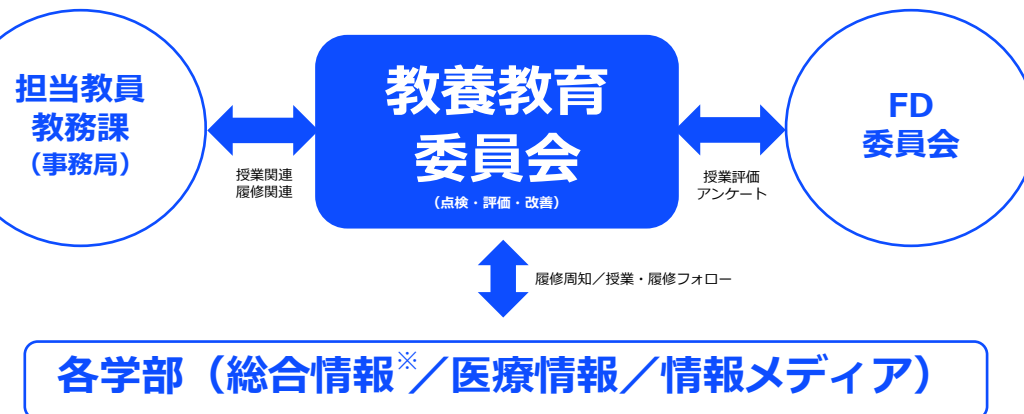 担当教員
教務課
（事務局）
授業関連
履修関連
教養教育
委員会
（点検・評価・改善）
授業評価
アンケート
FD
委員会
履修周知／授業・履修フォロー
各学部（総合情報※／医療情報／情報メディア）